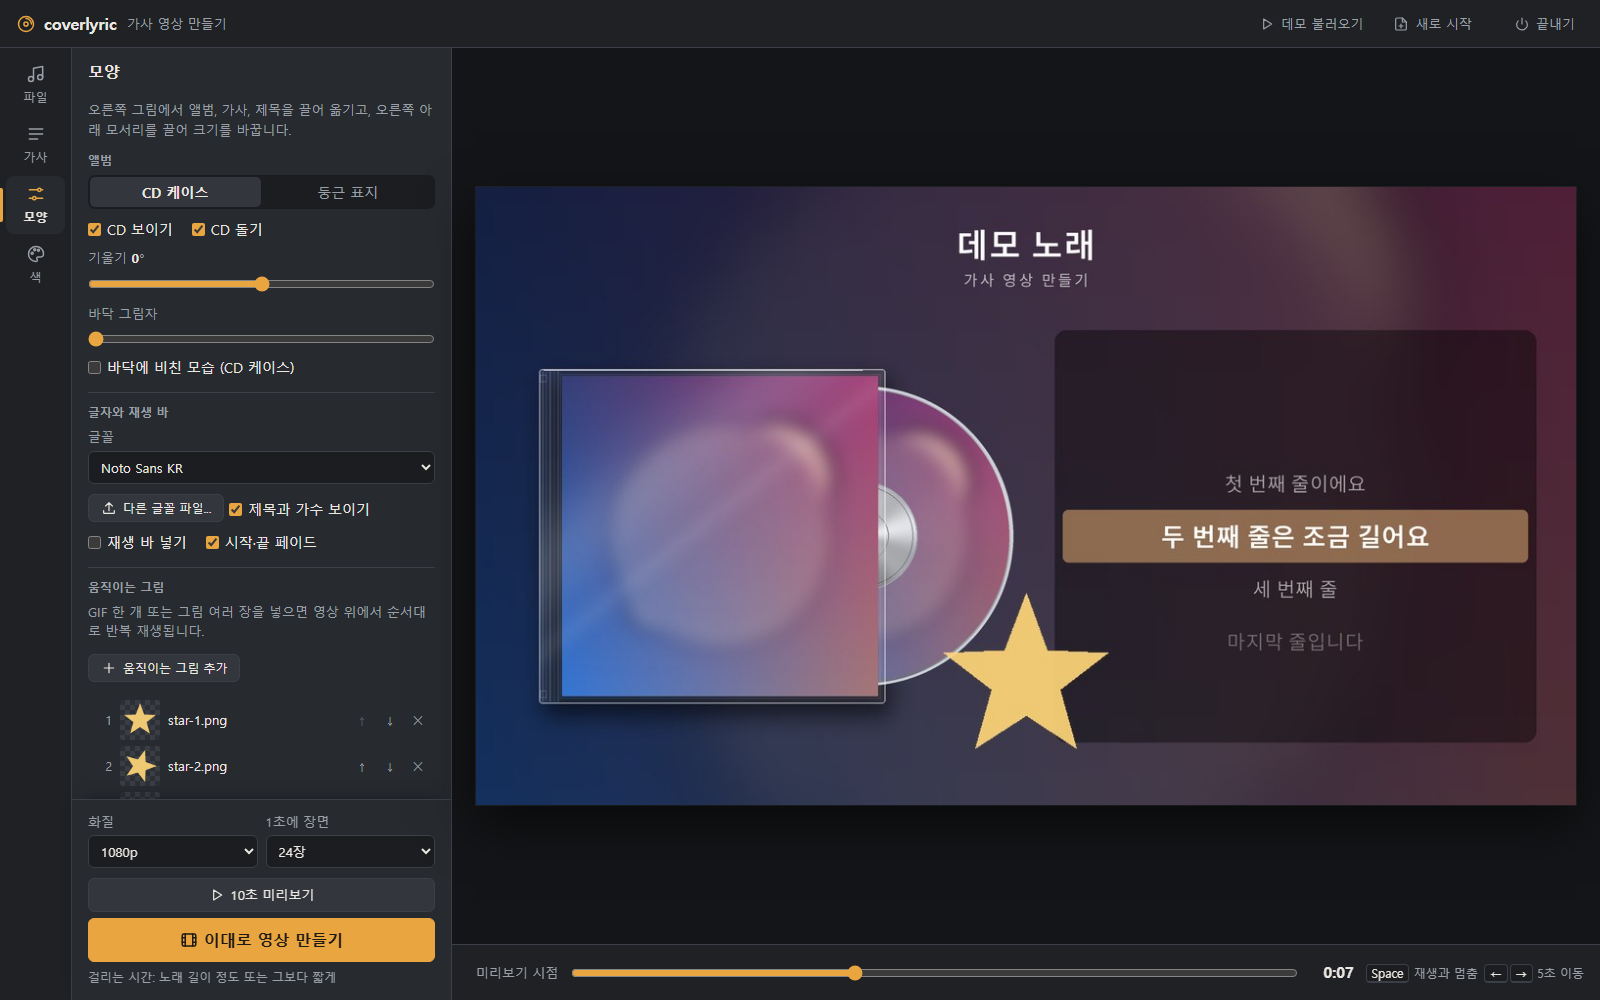 coverlyric 가사 영상 만들기
데모 불러오기
새로 시작
끝내기
파일
가사
모양
색
모양
오른쪽 그림에서 앨범, 가사, 제목을 끌어 옮기고, 오른쪽 아
래 모서리를 끌어 크기를 바꿉니다.
앨범
CD 케이스
둥근 표지
CD 보이기
CD 돌기
기울기 0°
바닥 그림자
바닥에 비친 모습 (CD 케이스)
글자와 재생 바
글꼴
Noto Sans KR
다른 글꼴 파일...
제목과 가수 보이기
재생 바 넣기
시작·끝 페이드
움직이는 그림
GIF 한 개 또는 그림 여러 장을 넣으면 영상 위에서 순서대
로 반복 재생됩니다.
+ 움직이는 그림 추가
1 star-1.png ↑ ↓ ×
2 star-2.png ↑ ↓ ×
화질
1초에 장면
1080p
24장
10초 미리보기
이대로 영상 만들기
걸리는 시간: 노래 길이 정도 또는 그보다 짧게
데모 노래
가사 영상 만들기
첫 번째 줄이에요
두 번째 줄은 조금 길어요
세 번째 줄
마지막 줄입니다
미리보기 시점
0:07
Space 재생과 멈춤 ← → 5초 이동